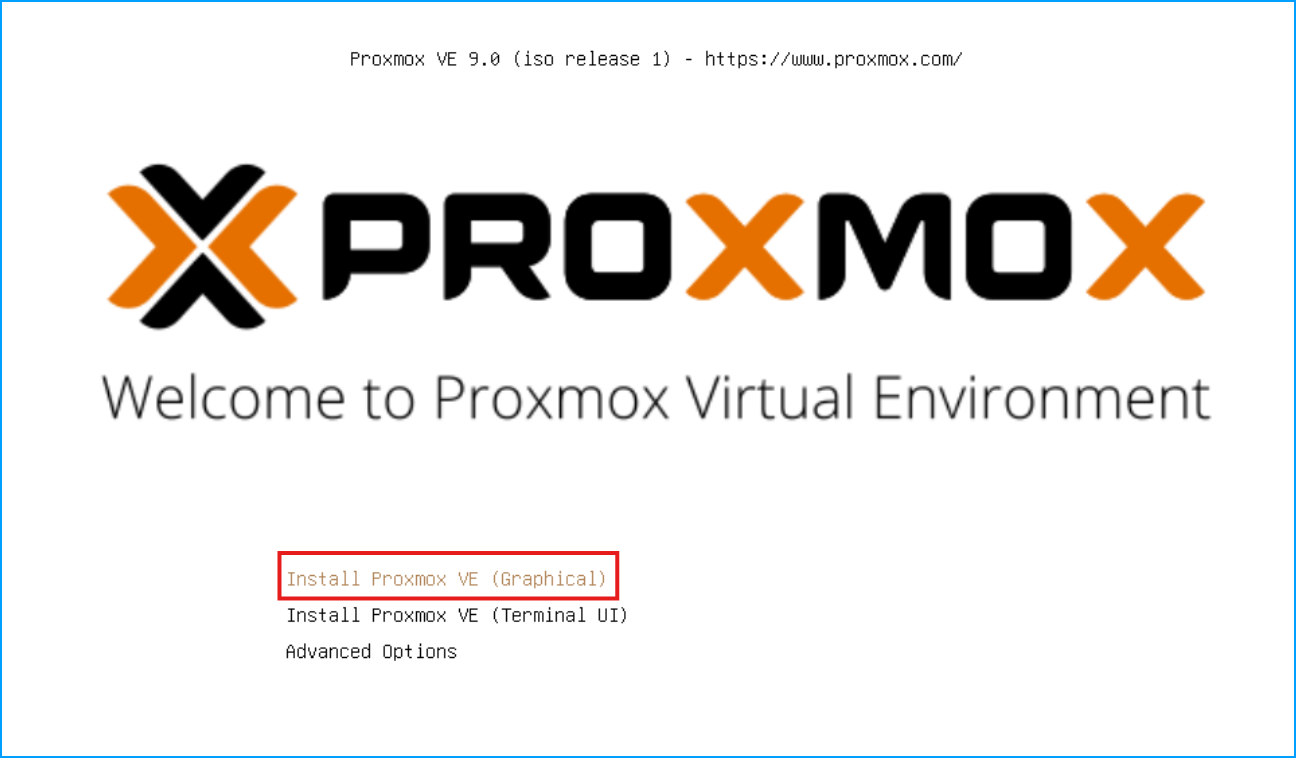 Proxmox VE 9.0 (iso release 1) - https://www.proxmox.com/
PROXMOX
Welcome to Proxmox Virtual Environment
Install Proxmox VE (Graphical)
Install Proxmox VE (Terminal UI)
Advanced Options